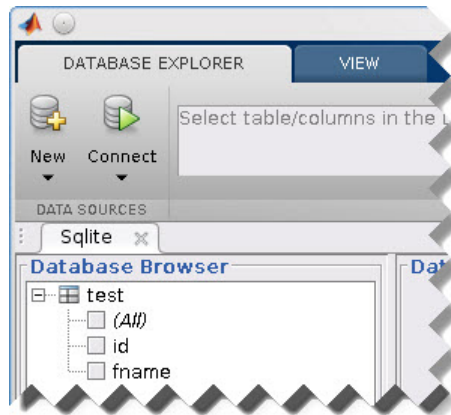 DATABASE EXPLORER VIEW
Select table/columns in the
New Connect
DATA SOURCES
Sqlite
Database Browser
test
(All)
id
fname